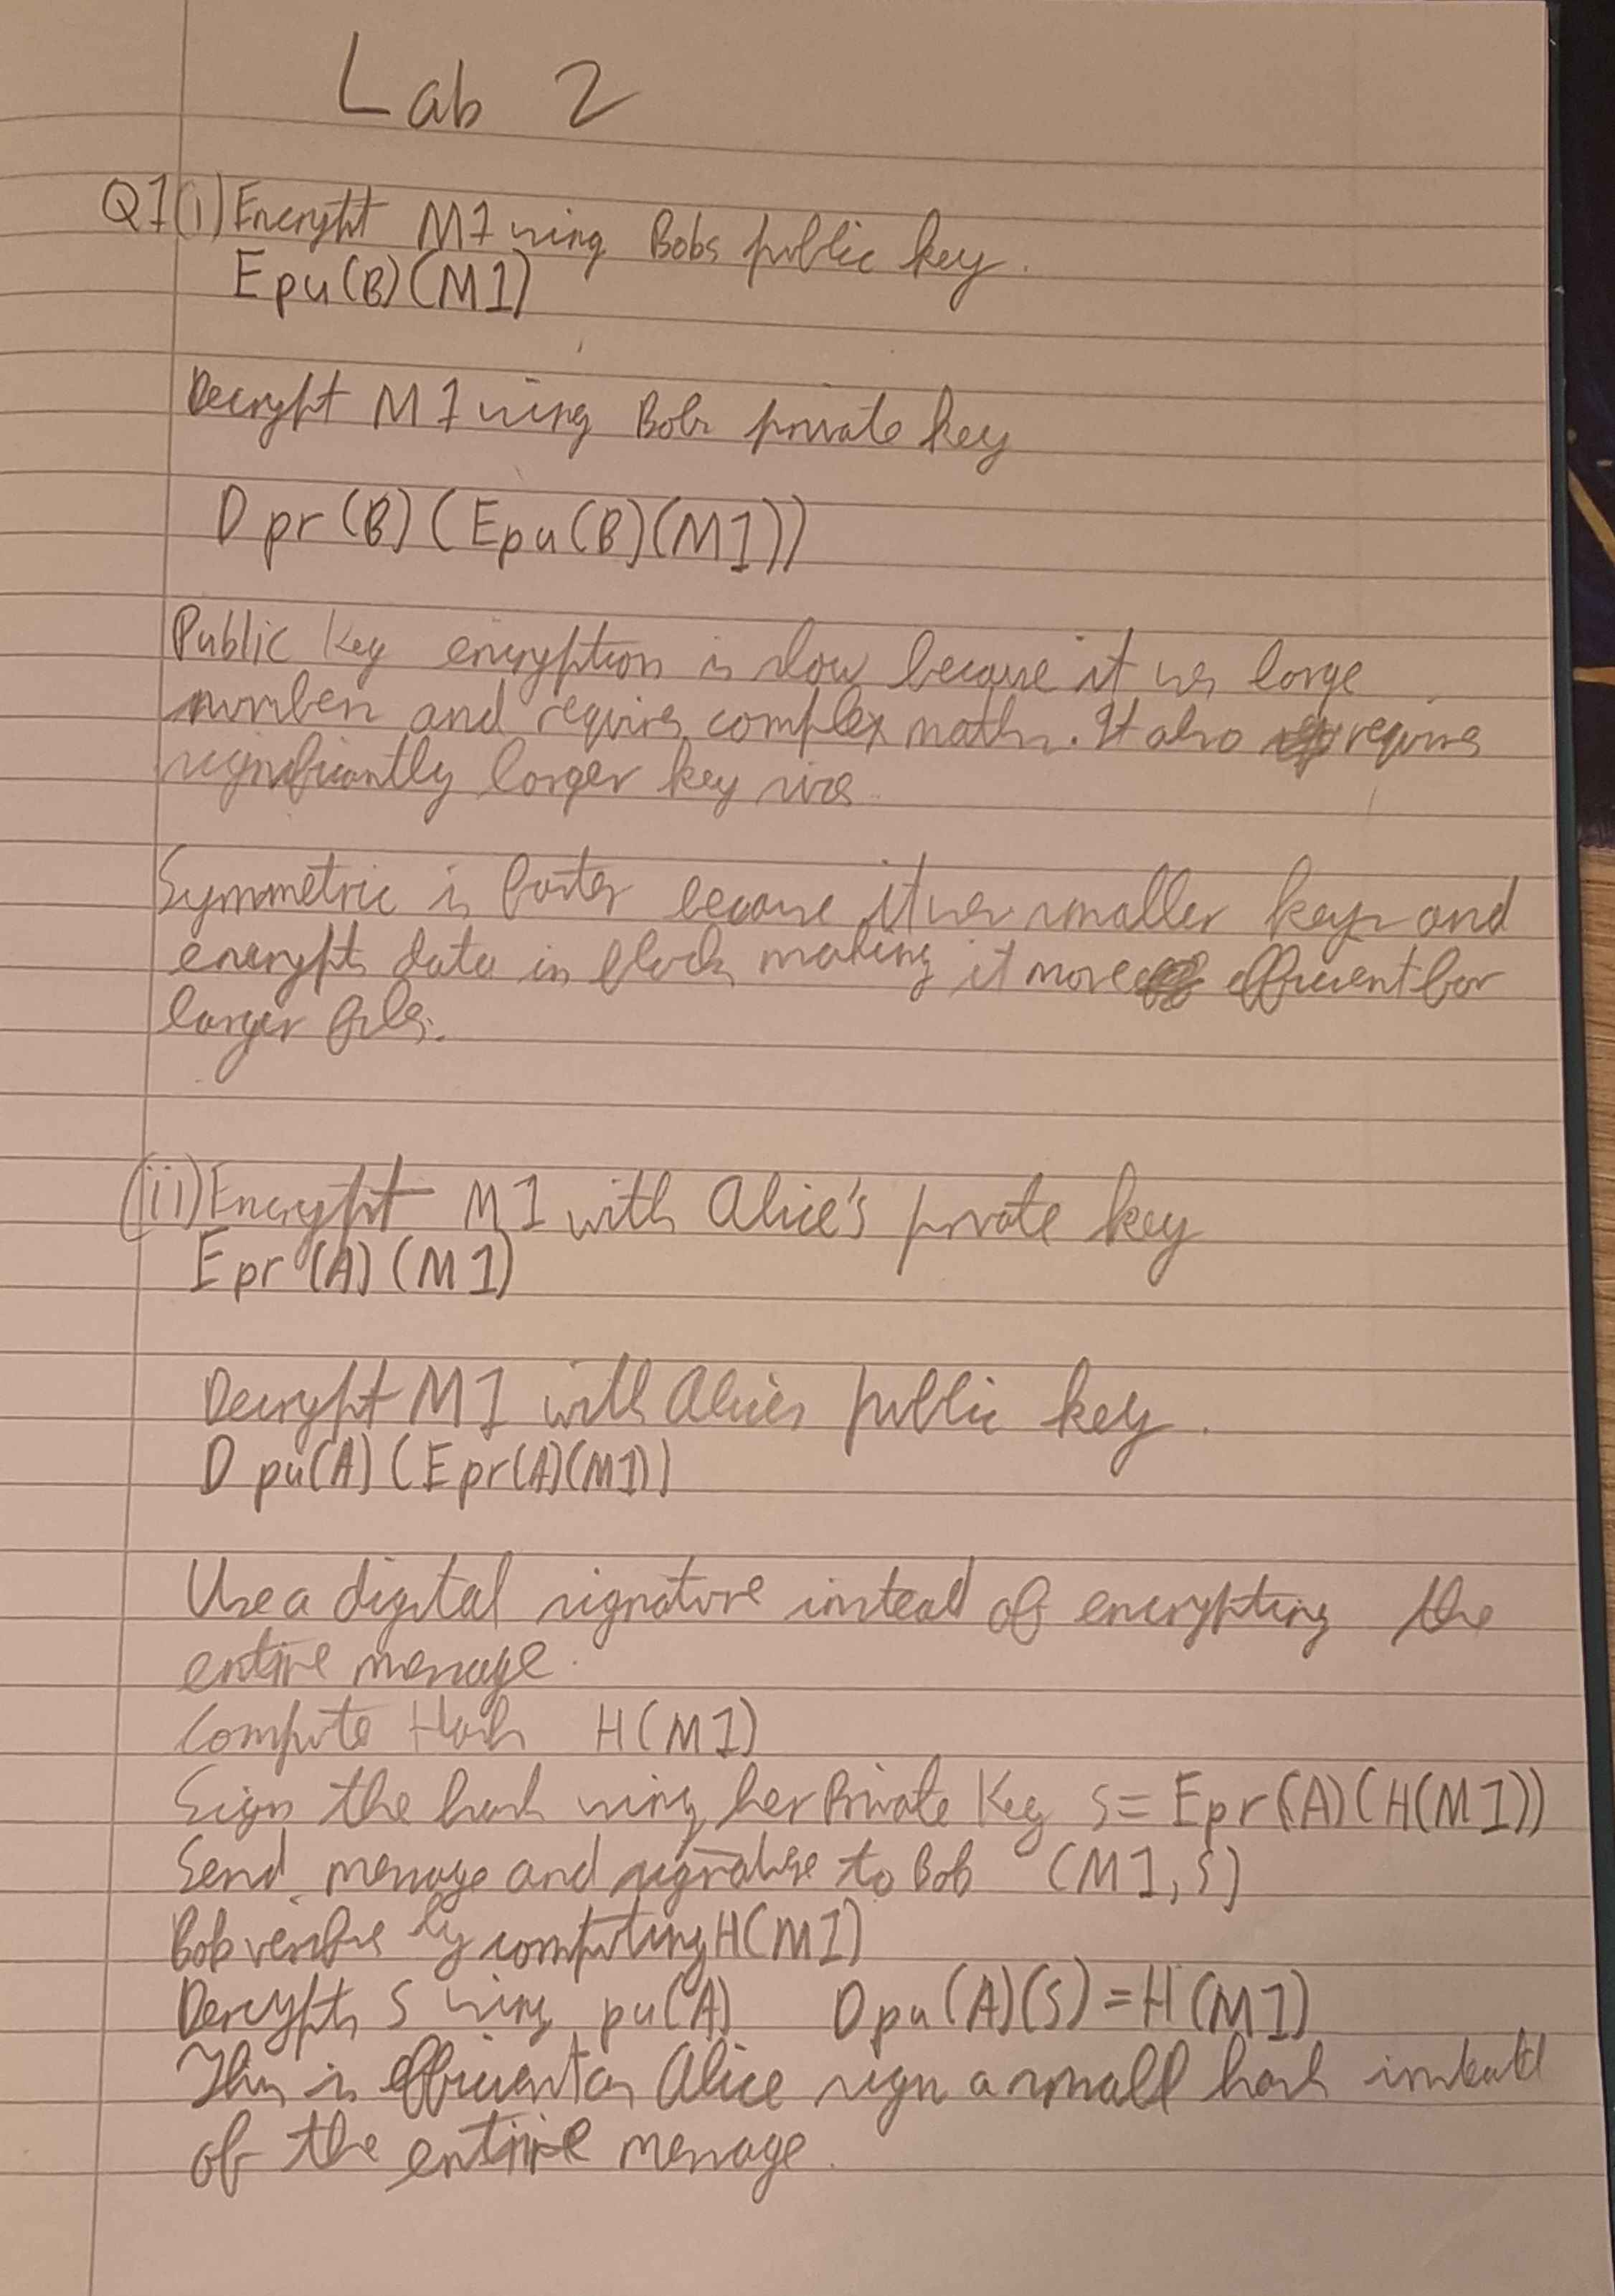 Lab 2
Q1(i) Encrypt M1 using Bobs public key.
Epu(B)(M1)
Decrypt M1 using Bobs private key
Dpr(B)(Epu(B)(M1))
Public key encryption is slow because it uses large
numbers and requires complex maths. It also requires
significantly larger key sizes
Symmetric is faster because it uses smaller keys and
encrypts data in blocks making it more efficient for
larger files.
(ii) Encrypt M1 with Alice's private key
Epr(A)(M1)
Decrypt M1 with Alices public key.
Dpu(A)(Epr(A)(M1))
Use a digital signature instead of encrypting the
entire message.
Compute Hash H(M1)
Sign the hash using her Private Key S=Epr(A)(H(M1))
Send message and signature to Bob (M1,S)
Bob verifies by computing H(M1)
Decrypts S using pu(A) Dpu(A)(S)=H(M1)
This is efficient as Alice sign a small hash instead
of the entire message.